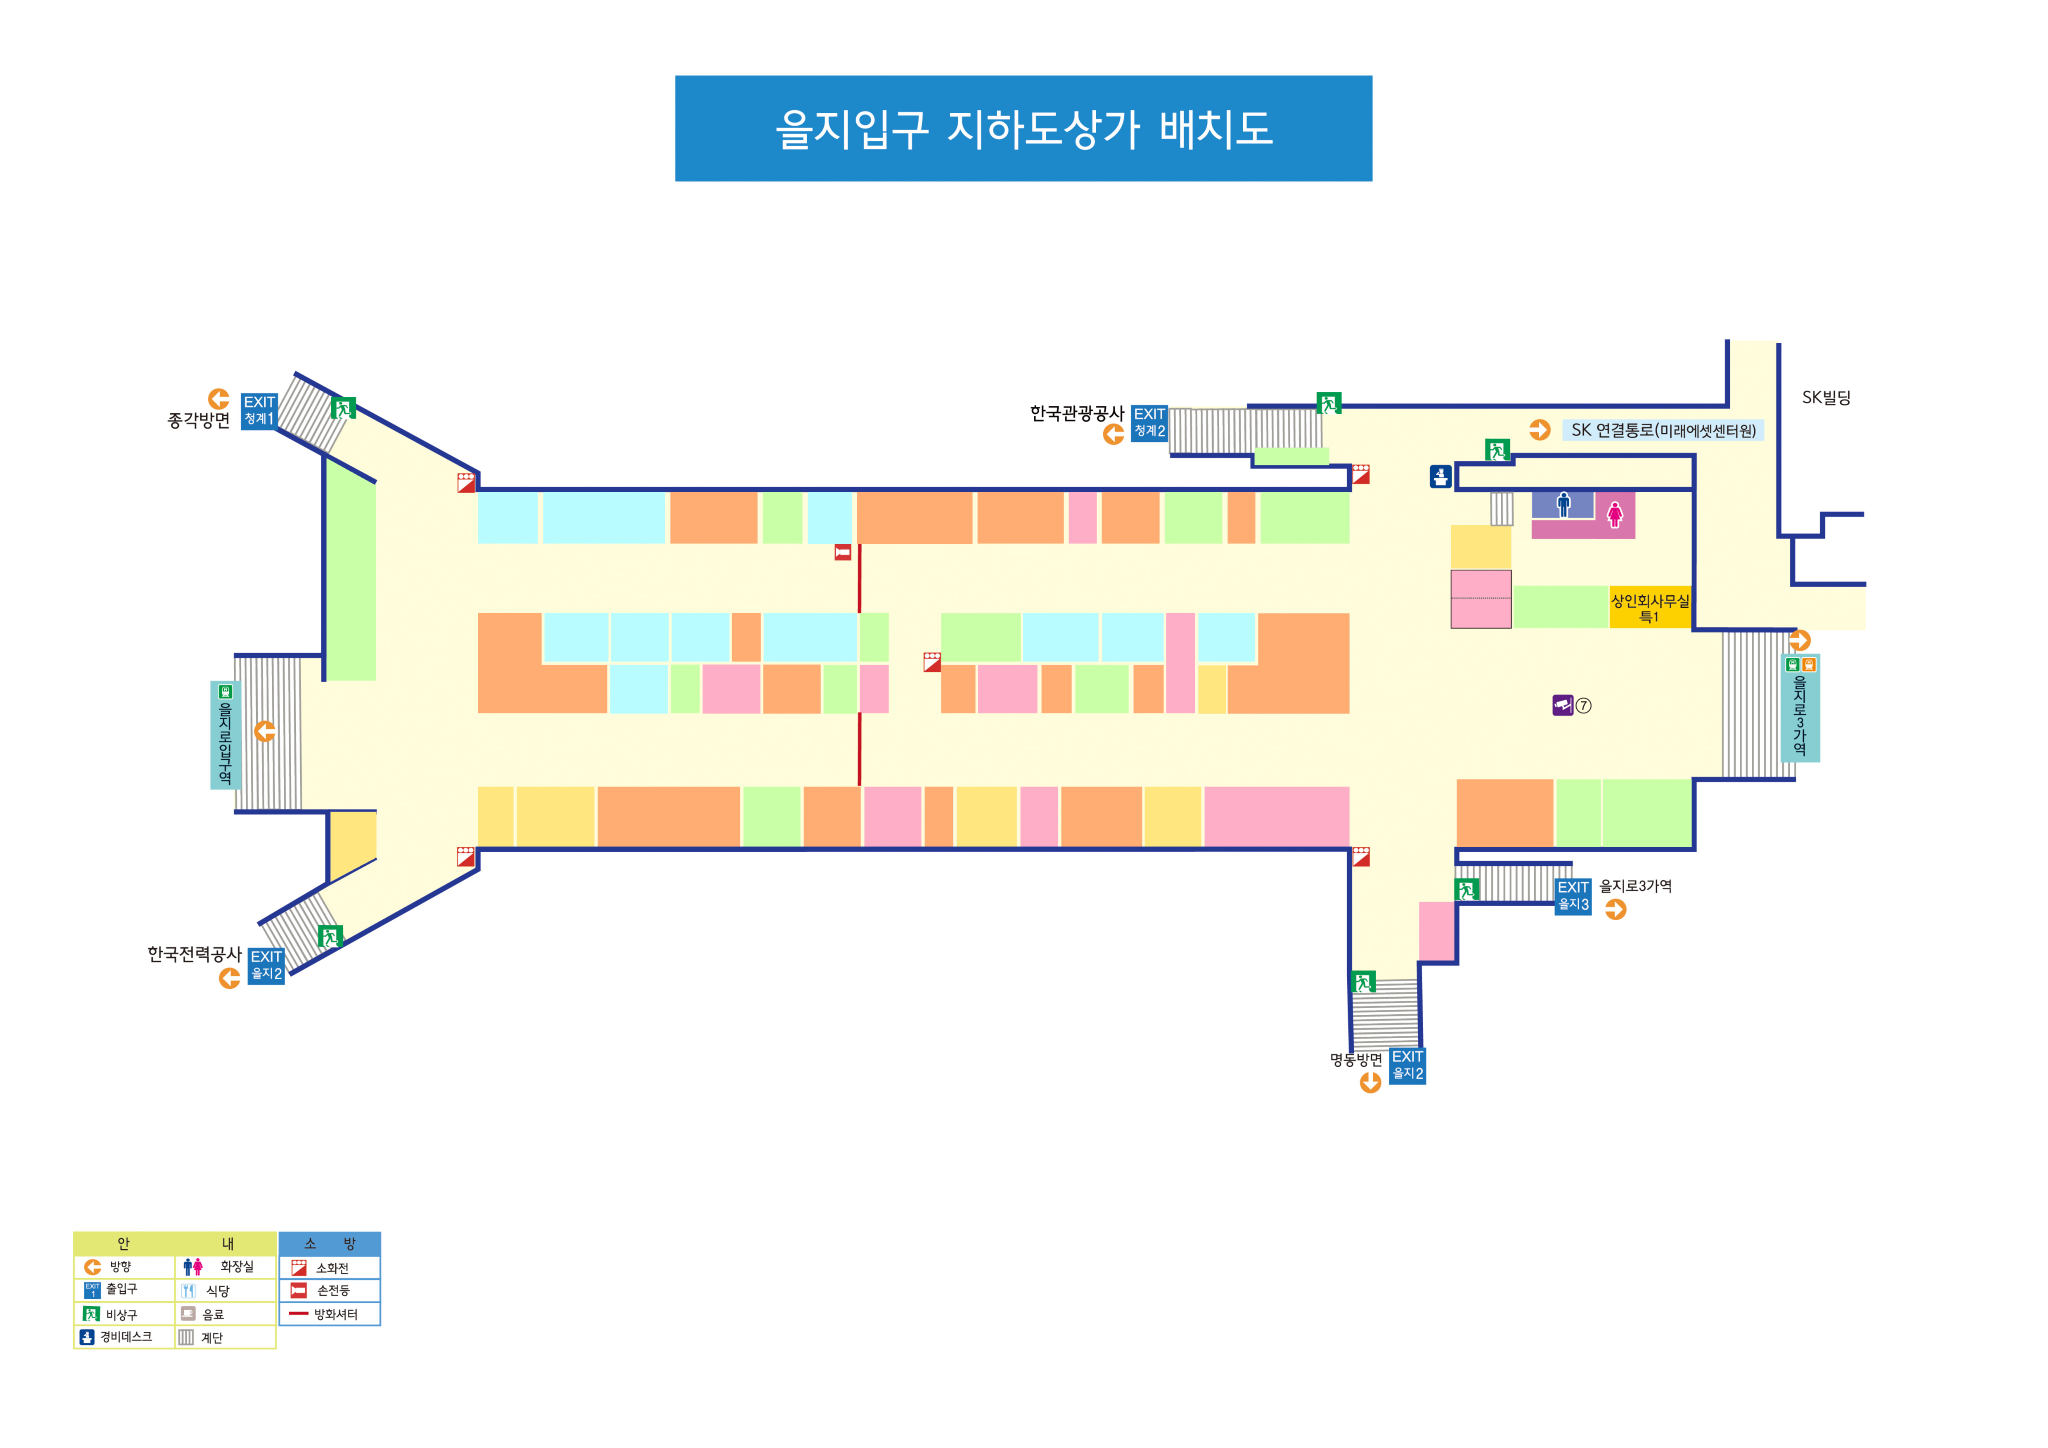 을지입구 지하도상가 배치도
SK빌딩
종각방면
EXIT
청계1
한국관광공사
EXIT
청계2
SK 연결통로(미래에셋센터원)
상인회사무실
특1
을지로입구역
⑦
을지로3가역
한국전력공사
EXIT
을지2
EXIT
을지3
을지로3가역
명동방면
EXIT
을지2
안 내
소 방
방향
화장실
소화전
EXIT
1
출입구
식당
손전등
비상구
음료
방화셔터
경비데스크
계단